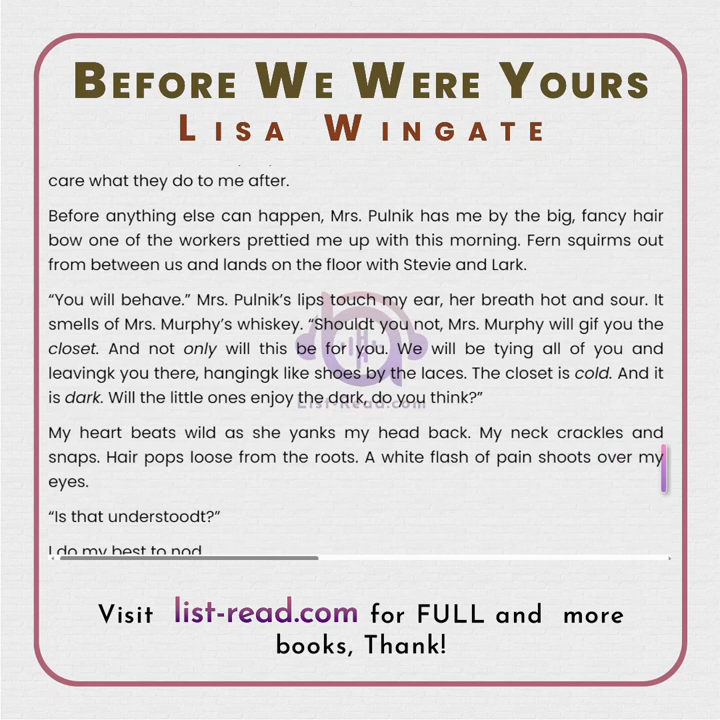 BEFORE WE WERE YOURS
LISA WINGATE
care what they do to me after.
Before anything else can happen, Mrs. Pulnik has me by the big, fancy hair
bow one of the workers prettied me up with this morning. Fern squirms out
from between us and lands on the floor with Stevie and Lark.
“You will behave.” Mrs. Pulnik’s lips touch my ear, her breath hot and sour. It
smells of Mrs. Murphy’s whiskey. “Shouldt you not, Mrs. Murphy will gif you the
closet. And not only will this be for you. We will be tying all of you and
leavingk you there, hangingk like shoes by the laces. The closet is cold. And it
is dark. Will the little ones enjoy the dark, do you think?”
List-Read.com
My heart beats wild as she yanks my head back. My neck crackles and
snaps. Hair pops loose from the roots. A white flash of pain shoots over my
eyes.
“Is that understoodt?”
I do my best to nod
Visit list-read.com for FULL and more
books, Thank!